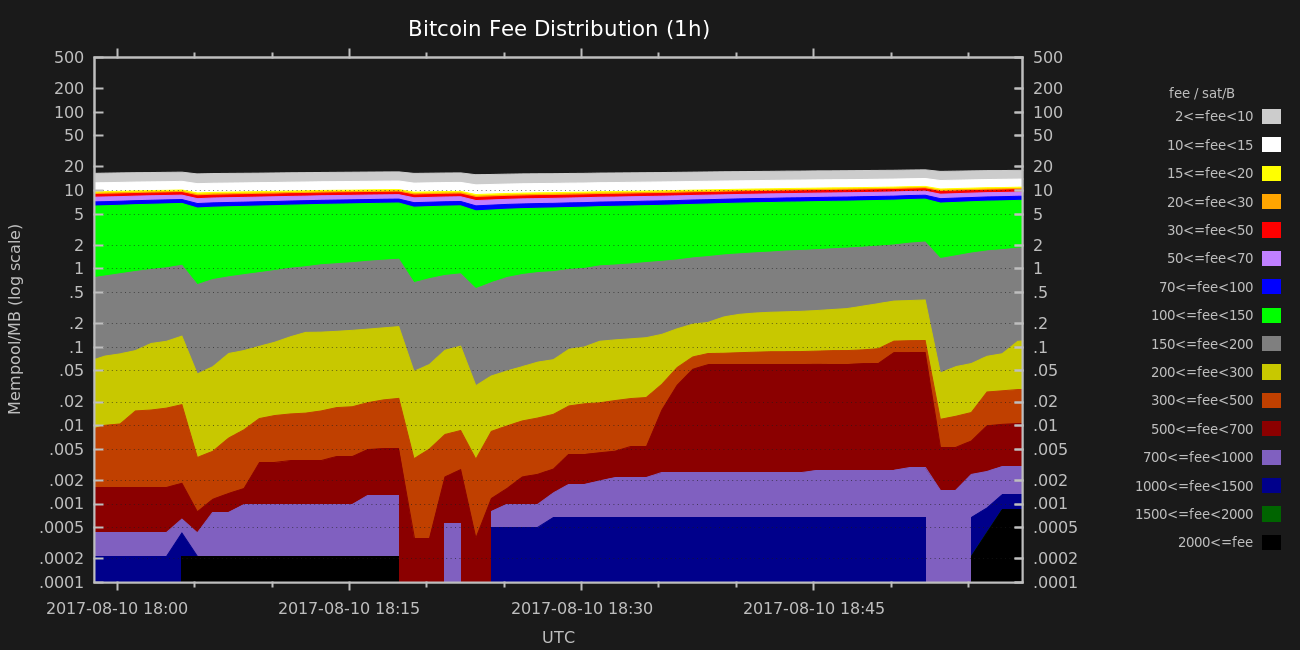 Bitcoin Fee Distribution (1h)
Mempool/MB (log scale)
500
200
100
50
20
10
5
2
1
.5
.2
.1
.05
.02
.01
.005
.002
.001
.0005
.0002
.0001
500
200
100
50
20
10
5
2
1
.5
.2
.1
.05
.02
.01
.005
.002
.001
.0005
.0002
.0001
2017-08-10 18:00
2017-08-10 18:15
2017-08-10 18:30
2017-08-10 18:45
UTC
fee / sat/B
2<=fee<10
10<=fee<15
15<=fee<20
20<=fee<30
30<=fee<50
50<=fee<70
70<=fee<100
100<=fee<150
150<=fee<200
200<=fee<300
300<=fee<500
500<=fee<700
700<=fee<1000
1000<=fee<1500
1500<=fee<2000
2000<=fee